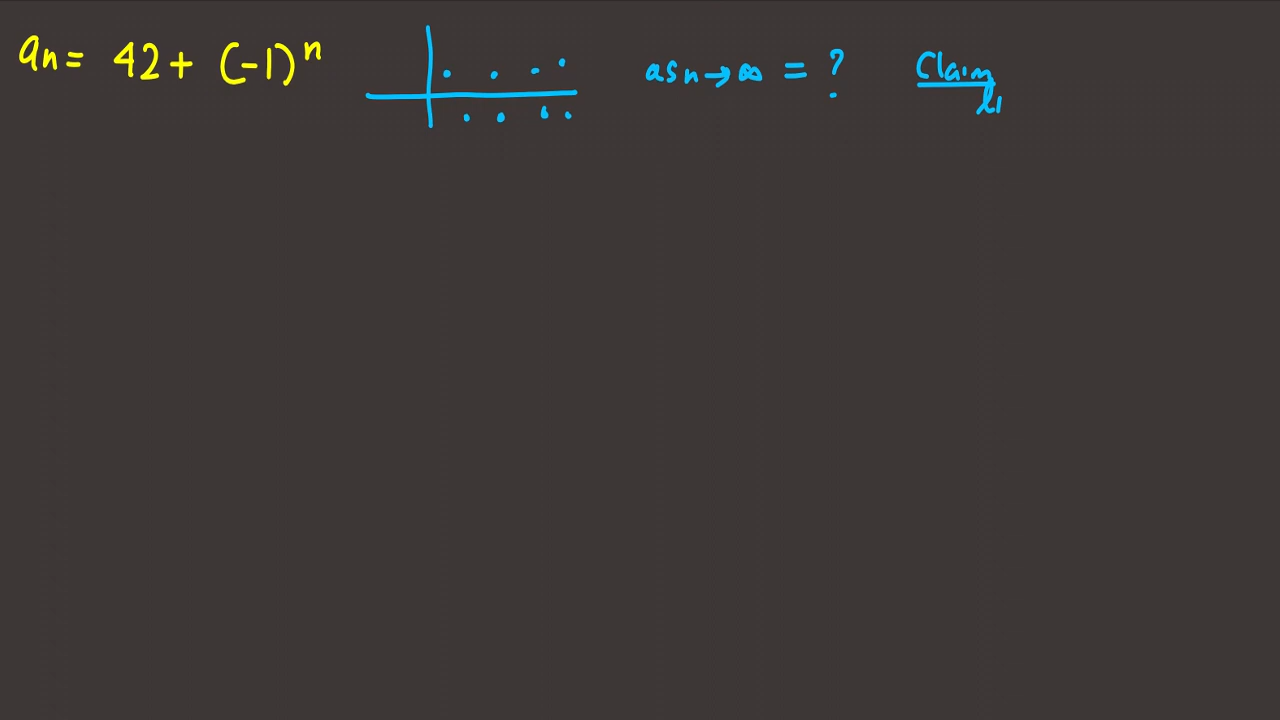 an = 42 + (-1)^n as n → ∞ = ? Claim